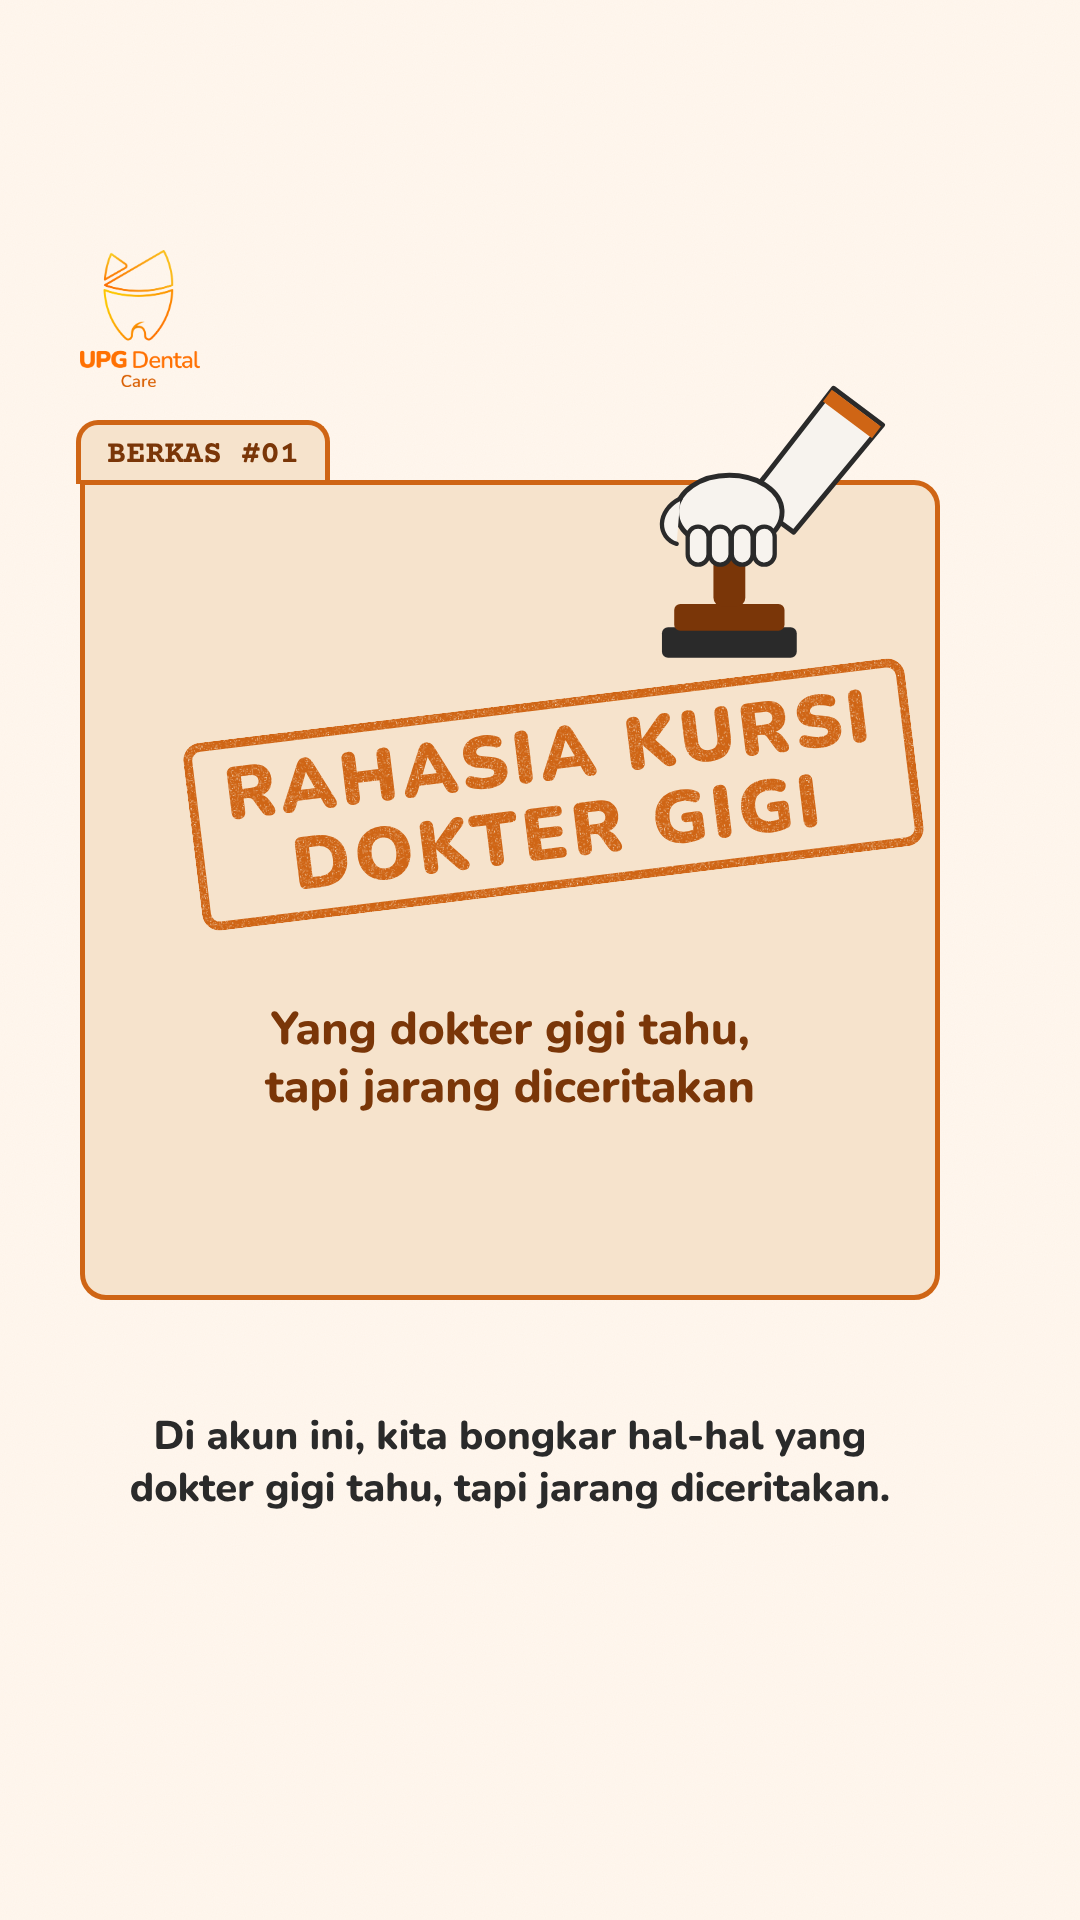 UPG Dental
Care
BERKAS #01
RAHASIA KURSI
DOKTER GIGI
Yang dokter gigi tahu,
tapi jarang diceritakan
Di akun ini, kita bongkar hal-hal yang
dokter gigi tahu, tapi jarang diceritakan.